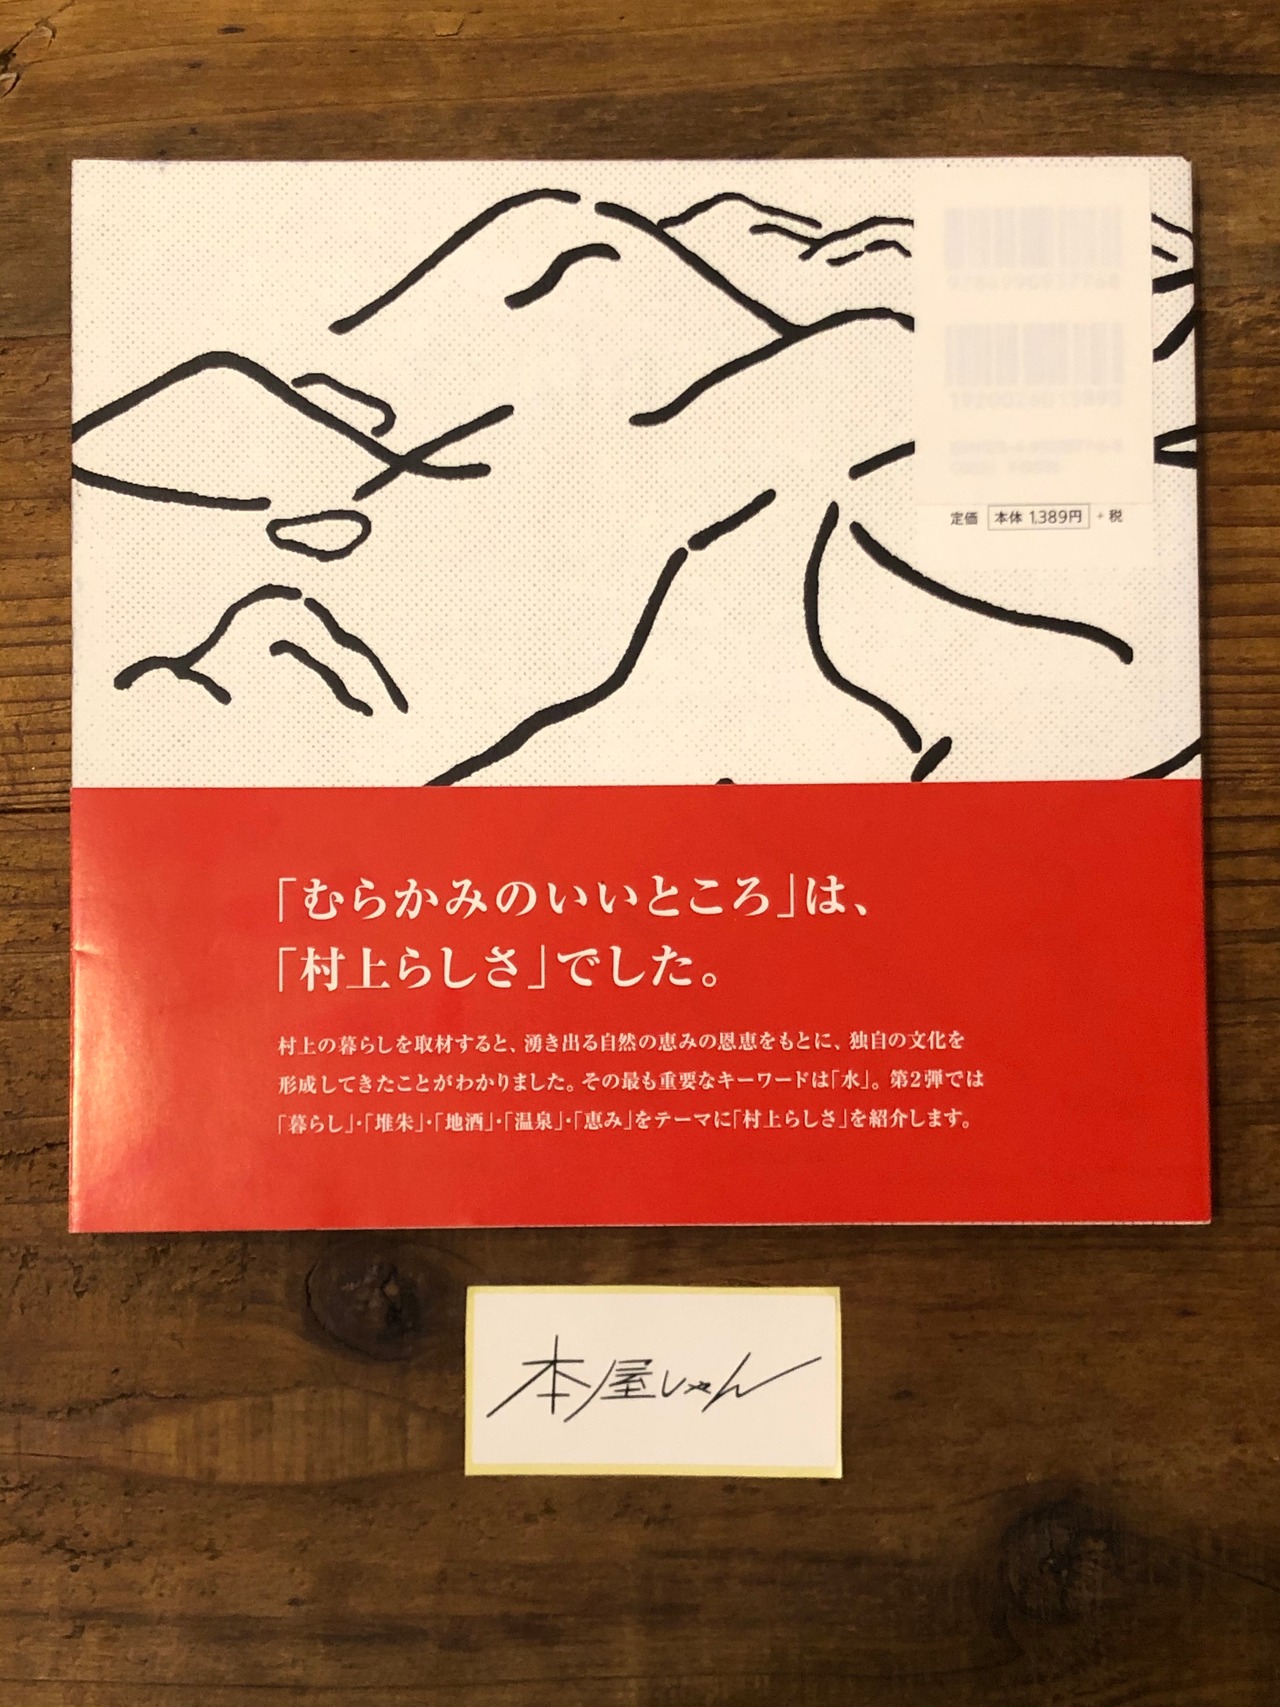 定価 本体 1,389円 + 税
「むらかみのいいところ」は、
「村上らしさ」でした。
村上の暮らしを取材すると、湧き出る自然の恵みの恩恵をもとに、独自の文化を
形成してきたことがわかりました。その最も重要なキーワードは「水」。第2弾では
「暮らし」・「堆朱」・「地酒」・「温泉」・「恵み」をテーマに「村上らしさ」を紹介します。
本屋しゃん